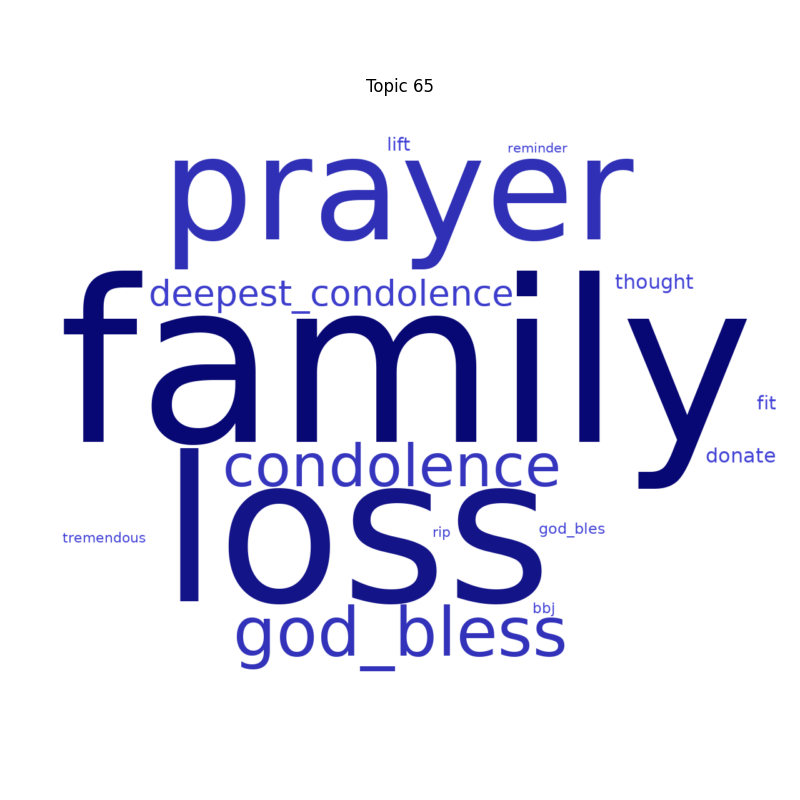 Topic 65
lift
reminder
prayer
deepest_condolence
thought
family
fit
condolence
donate
loss
tremendous
rip
god_bles
bbj
god_bless